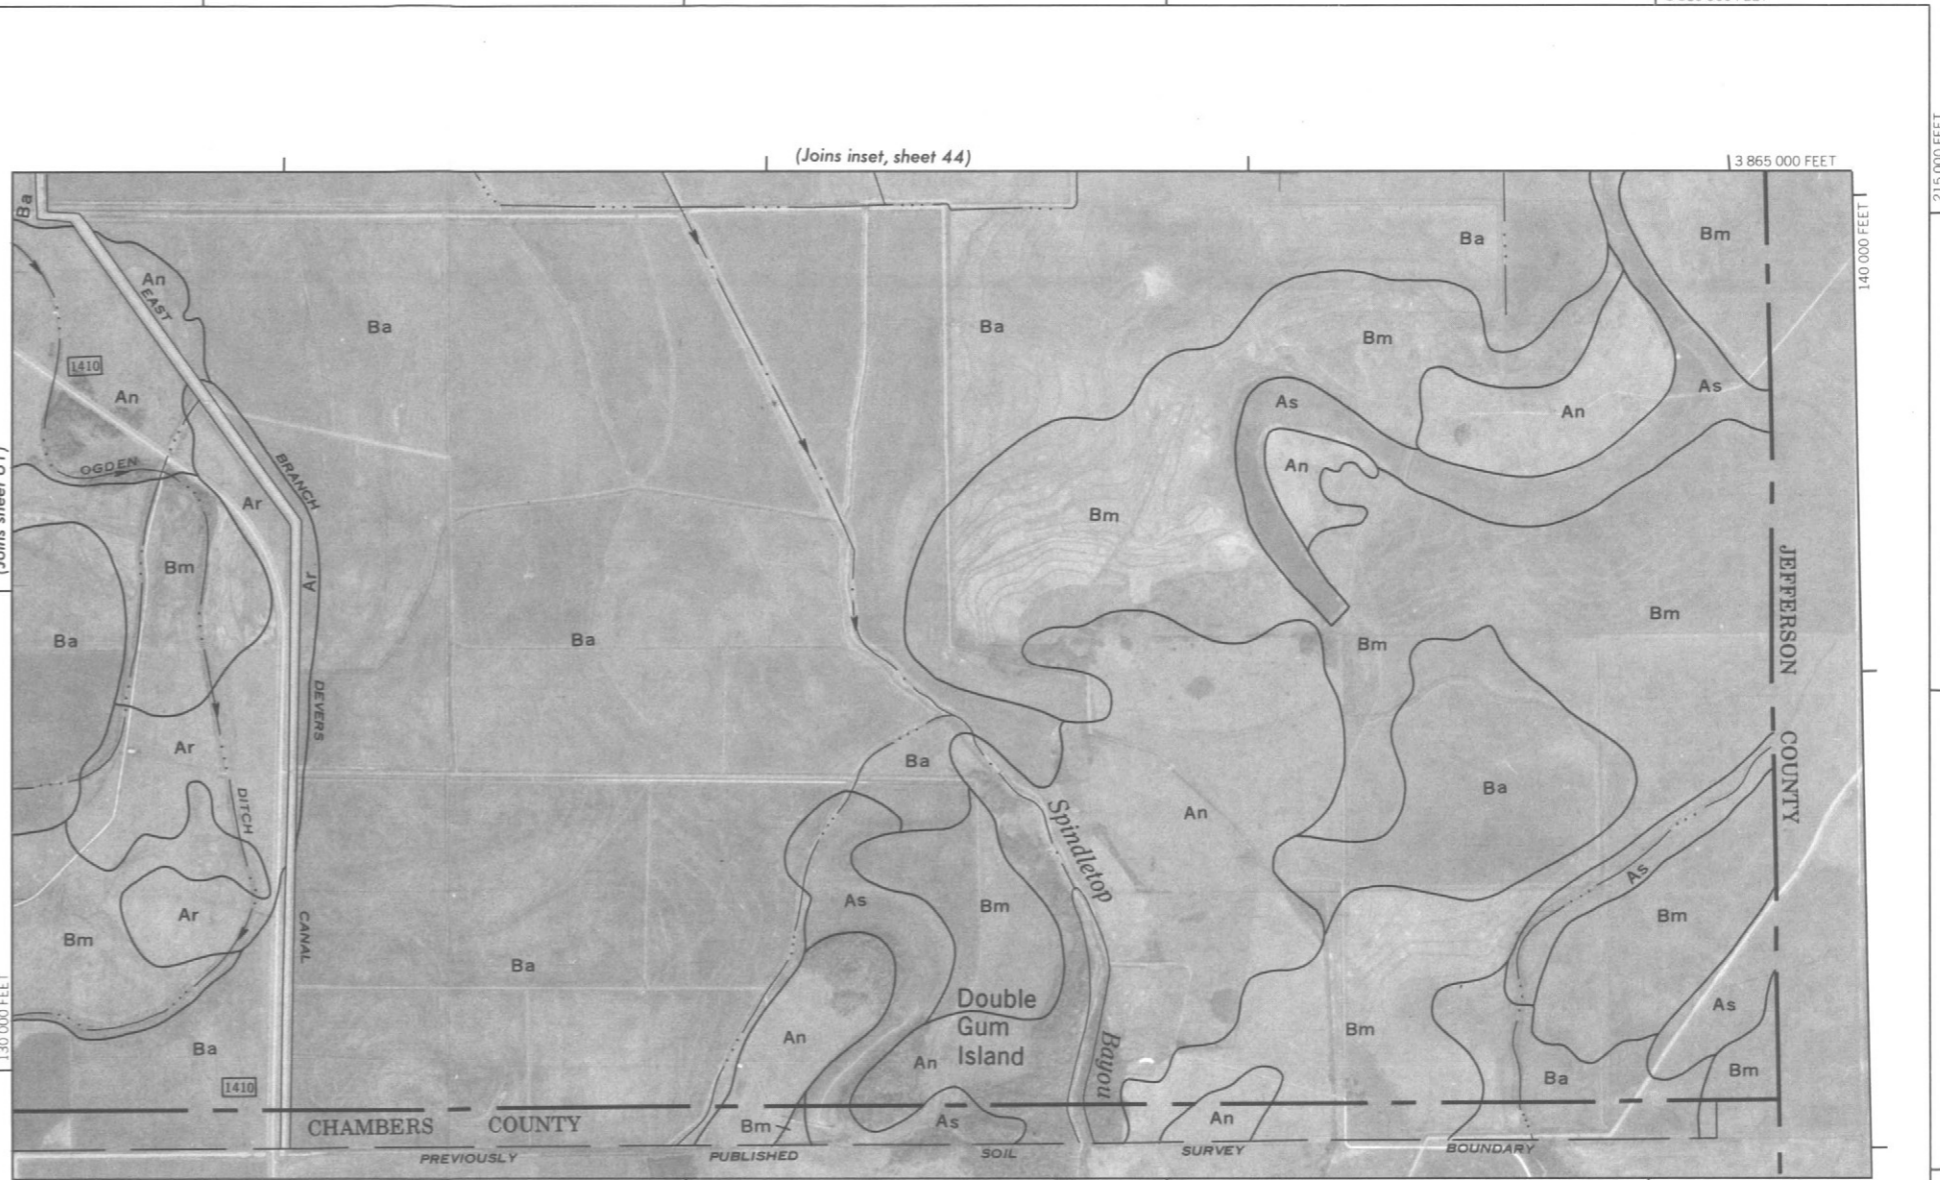 (Joins inset, sheet 44)
3 865 000 FEET
215 000 FEET
140 000 FEET
Ba
An
EAST
Ba
Ba
Ba
Bm
Bm
1410
An
As
An
As
An
OGDEN
BRANCH
Ar
Bm
Bm
Ar
Ba
Ba
Bm
Bm
JEFFERSON
COUNTY
DEVERS
Ar
DITCH
Ba
Spindletop
An
Ba
As
Ar
As
Bm
Bm
Bm
CANAL
Ba
Double
Gum
Island
As
An
An
Bayou
Bm
130 000 FEET
Ba
1410
Ba
Bm
CHAMBERS COUNTY
Bm
As
An
PREVIOUSLY PUBLISHED SOIL SURVEY BOUNDARY